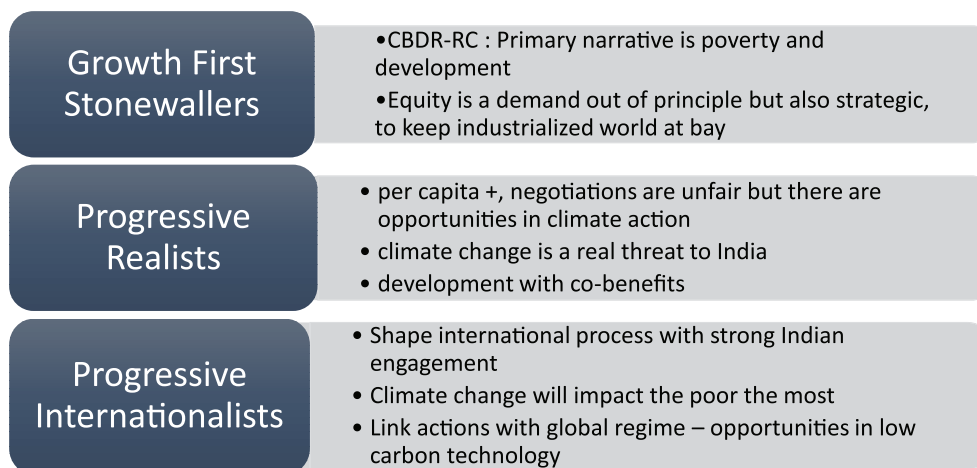 Growth First
Stonewallers
•CBDR-RC : Primary narrative is poverty and
development
•Equity is a demand out of principle but also strategic,
to keep industrialized world at bay
Progressive
Realists
• per capita +, negotiations are unfair but there are
opportunities in climate action
• climate change is a real threat to India
• development with co-benefits
Progressive
Internationalists
• Shape international process with strong Indian
engagement
• Climate change will impact the poor the most
• Link actions with global regime – opportunities in low
carbon technology